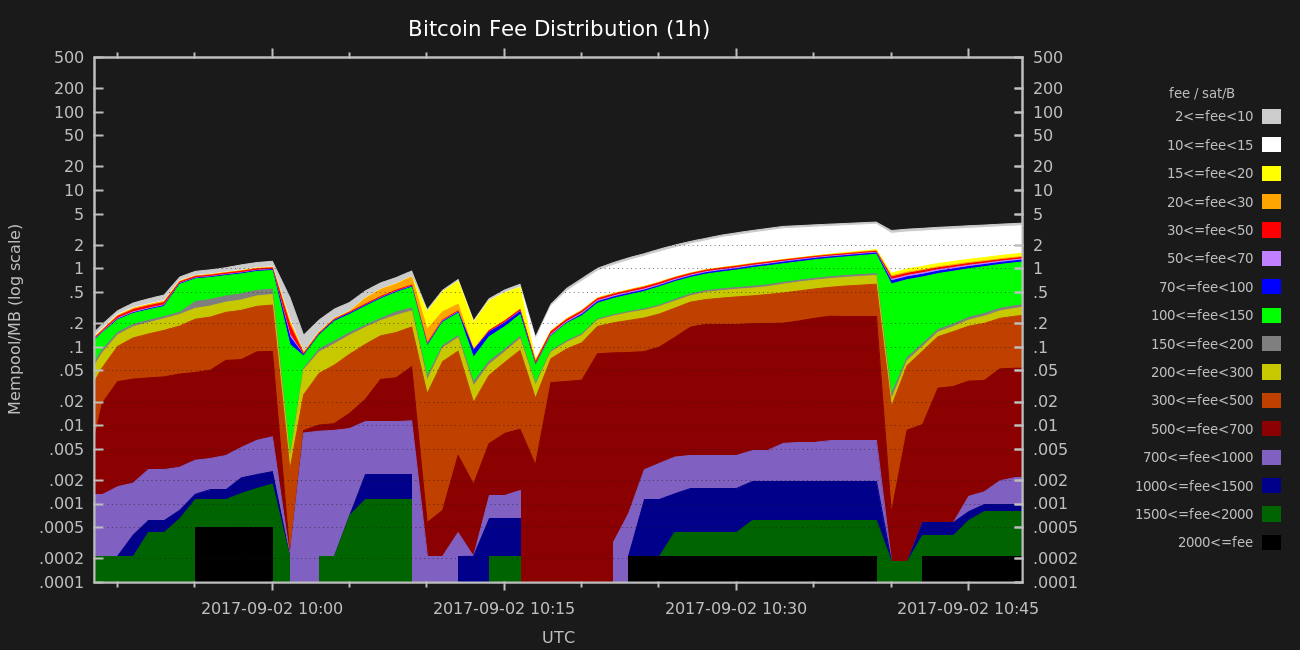 Bitcoin Fee Distribution (1h)
Mempool/MB (log scale)
500
200
100
50
20
10
5
2
1
.5
.2
.1
.05
.02
.01
.005
.002
.001
.0005
.0002
.0001
500
200
100
50
20
10
5
2
1
.5
.2
.1
.05
.02
.01
.005
.002
.001
.0005
.0002
.0001
2017-09-02 10:00 2017-09-02 10:15 2017-09-02 10:30 2017-09-02 10:45
UTC
fee / sat/B
2<=fee<10
10<=fee<15
15<=fee<20
20<=fee<30
30<=fee<50
50<=fee<70
70<=fee<100
100<=fee<150
150<=fee<200
200<=fee<300
300<=fee<500
500<=fee<700
700<=fee<1000
1000<=fee<1500
1500<=fee<2000
2000<=fee